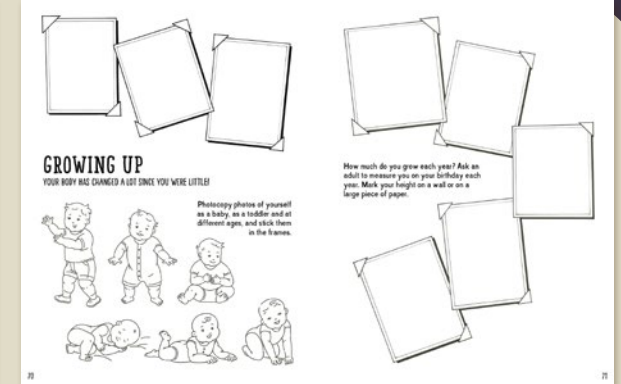 GROWING UP
YOUR BODY HAS CHANGED A LOT SINCE YOU WERE LITTLE!
Photocopy photos of yourself
as a baby, as a toddler and at
different ages, and stick them
in the frames.
70
How much do you grow each year? Ask an
adult to measure you on your birthday each
year. Mark your height on a wall or on a
large piece of paper.
71